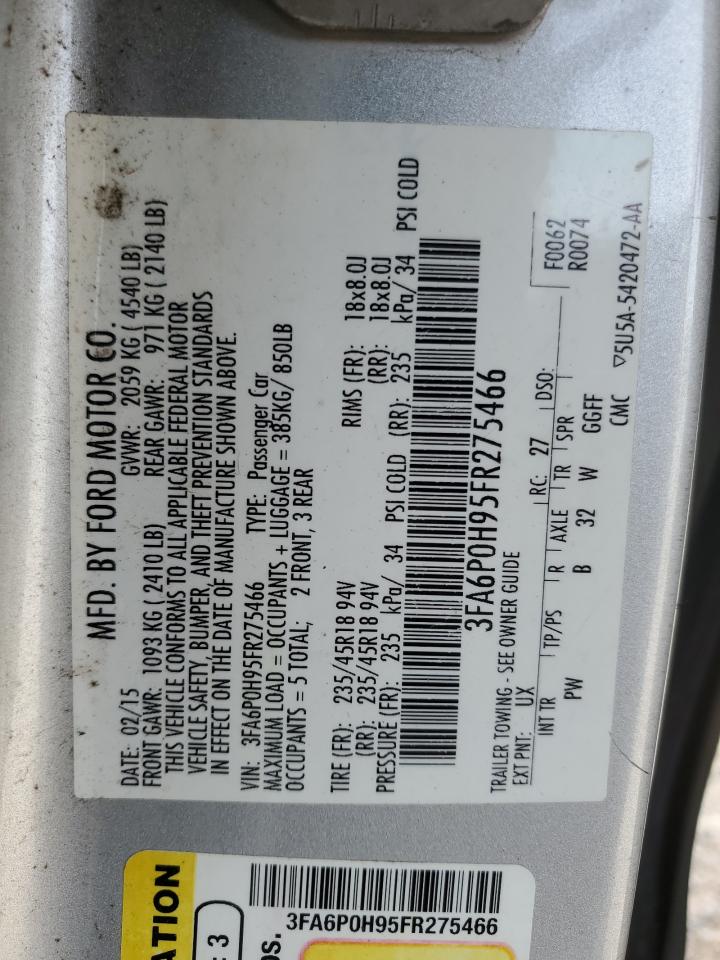 MFD. BY FORD MOTOR CO.
DATE: 02/15 GVWR: 2059 KG ( 4540 LB)
FRONT GAWR: 1093 KG ( 2410 LB) REAR GAWR: 971 KG ( 2140 LB)
THIS VEHICLE CONFORMS TO ALL APPLICABLE FEDERAL MOTOR
VEHICLE SAFETY, BUMPER, AND THEFT PREVENTION STANDARDS
IN EFFECT ON THE DATE OF MANUFACTURE SHOWN ABOVE.
VIN: 3FA6P0H95FR275466 TYPE: Passenger Car
MAXIMUM LOAD = OCCUPANTS + LUGGAGE = 385KG/ 850LB
OCCUPANTS = 5 TOTAL; 2 FRONT, 3 REAR
TIRE (FR): 235/45R18 94V RIMS (FR): 18x8.0J
(RR): 235/45R18 94V (RR): 18x8.0J
PRESSURE (FR): 235 kPa/ 34 PSI COLD (RR): 235 kPa/ 34 PSI COLD
3FA6P0H95FR275466
TRAILER TOWING - SEE OWNER GUIDE F0062
EXT PNT: UX RC: 27 DSO: R0074
INT TR TP/PS R AXLE TR SPR
PW B 32 W GGFF
CMC ▽5U5A-5420472-AA
ATION
: 3
os.
3FA6P0H95FR275466